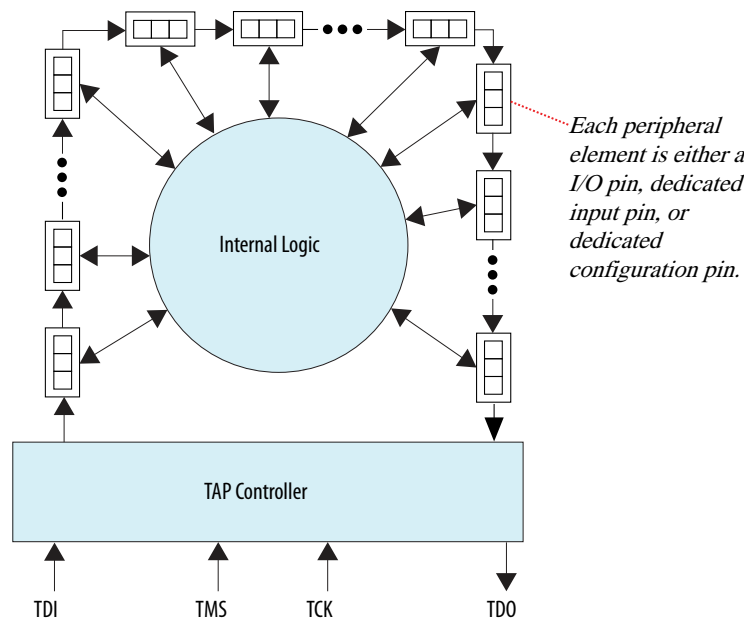 Each peripheral
element is either a
I/O pin, dedicated
input pin, or
dedicated
configuration pin.
Internal Logic
TAP Controller
TDI
TMS
TCK
TDO